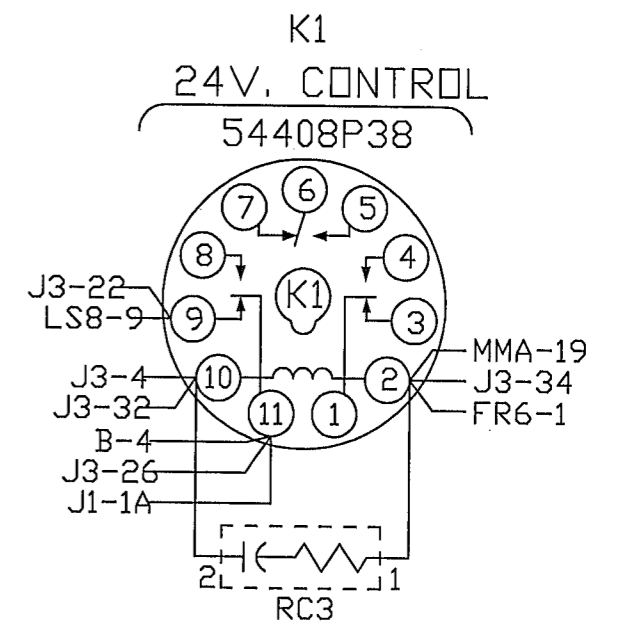 K1
24V. CONTROL
54408P38
6
7
5
8
4
K1
J3-22
LS8-9
9
3
MMA-19
J3-4
10
2
J3-34
J3-32
11
1
FR6-1
B-4
J3-26
J1-1A
2
1
RC3